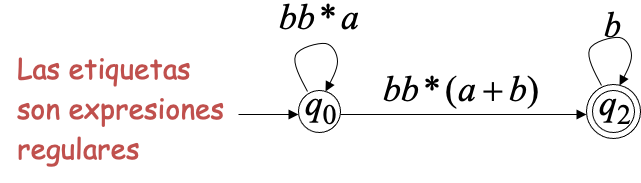 bb*a
b
Las etiquetas
son expresiones
regulares
bb*(a+b)
q0
q2